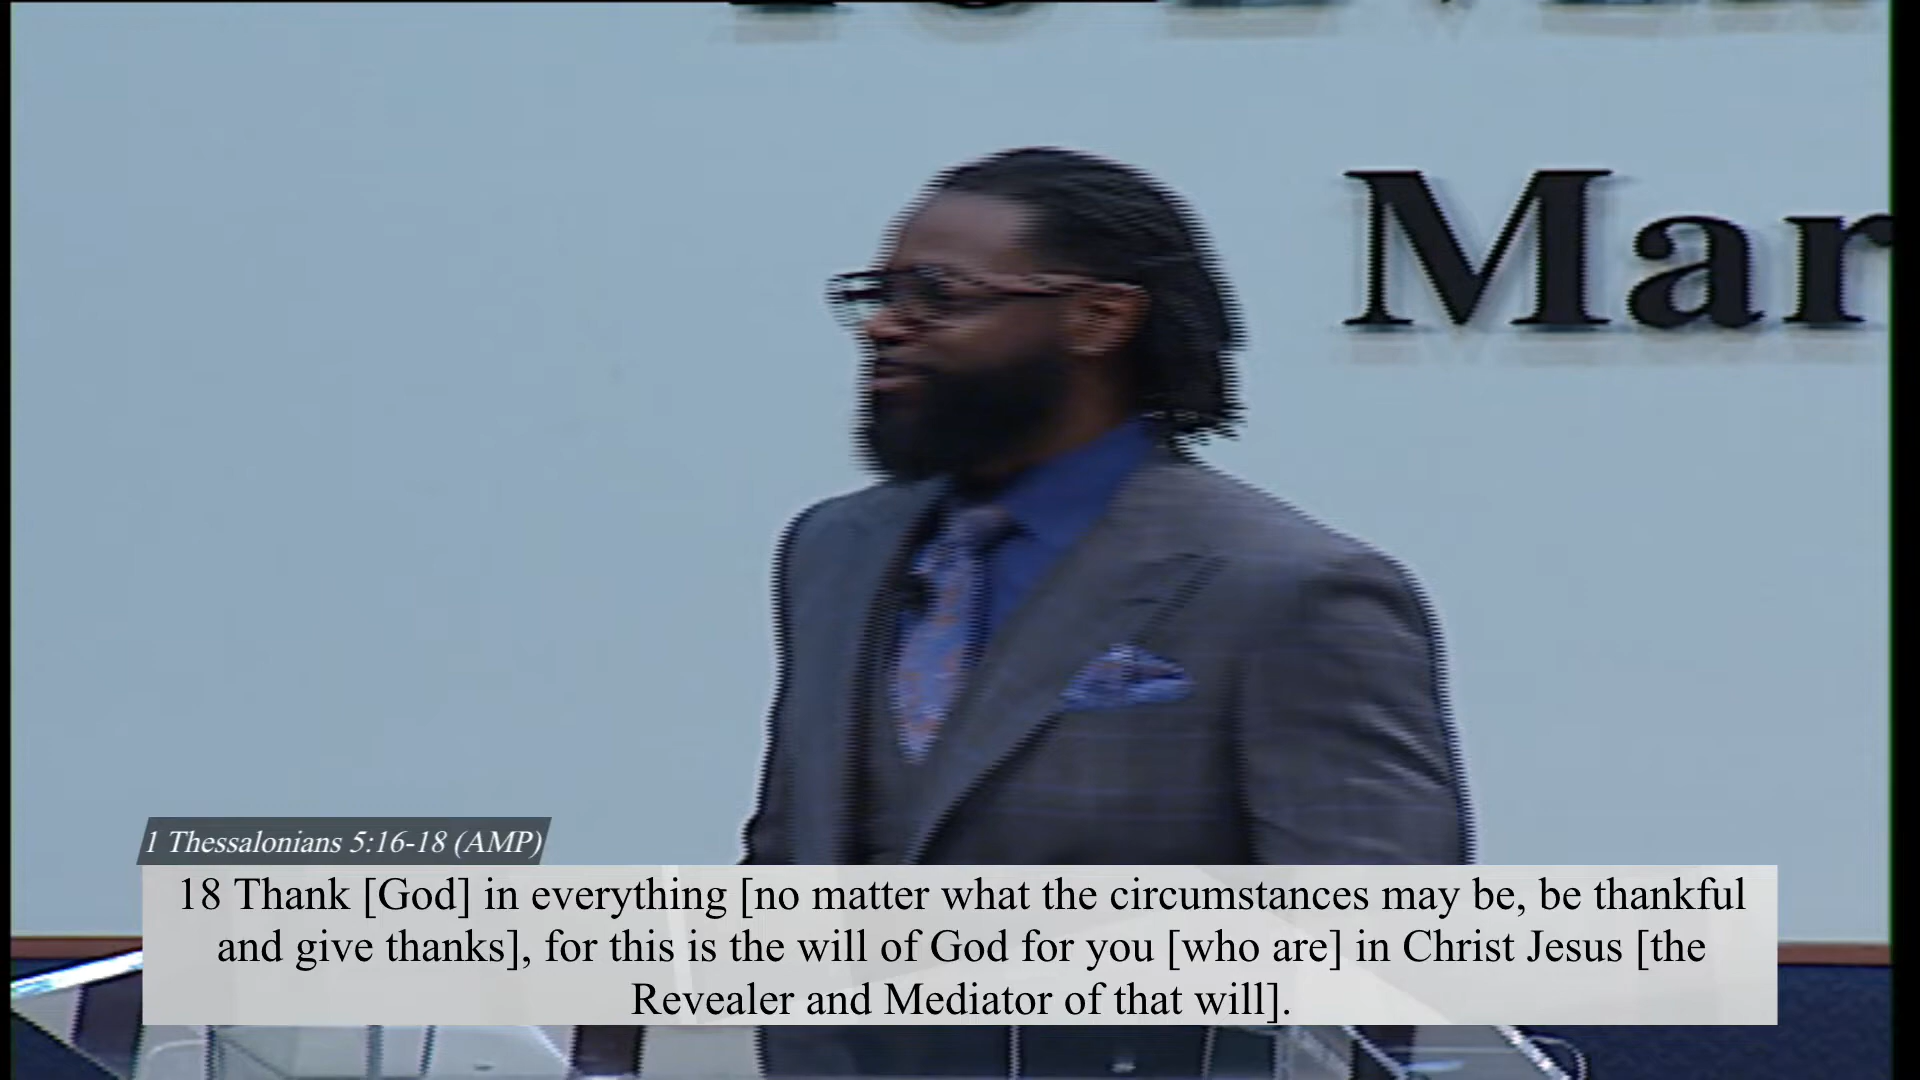 Mar
1 Thessalonians 5:16-18 (AMP)
18 Thank [God] in everything [no matter what the circumstances may be, be thankful
and give thanks], for this is the will of God for you [who are] in Christ Jesus [the
Revealer and Mediator of that will].